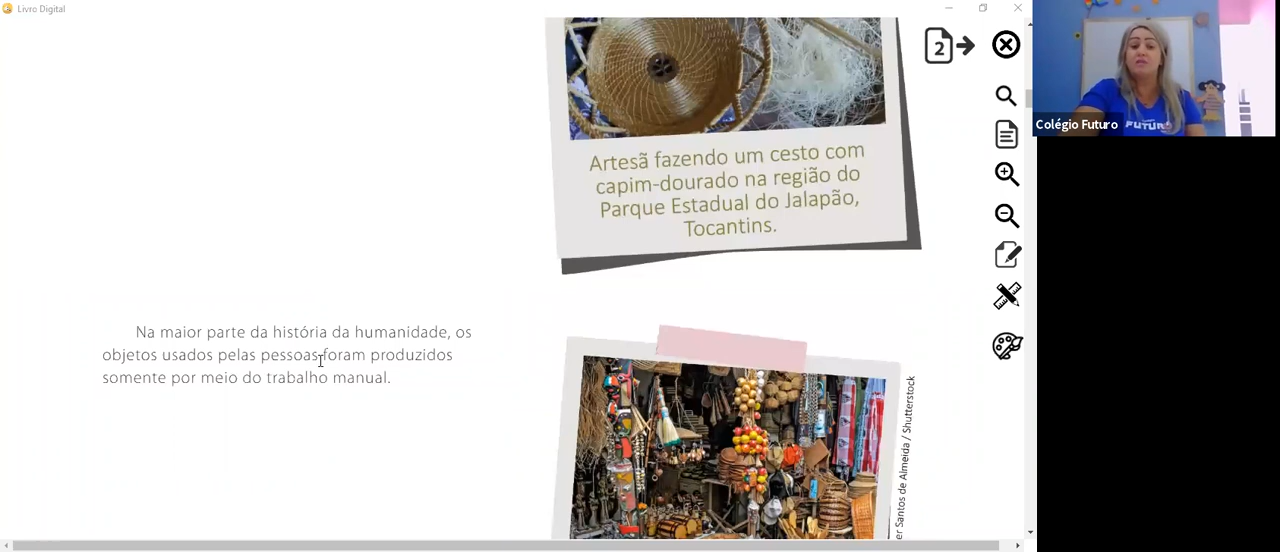 Livro Digital
2
Colégio Futuro
FUTURO
Artesã fazendo um cesto com
capim-dourado na região do
Parque Estadual do Jalapão,
Tocantins.
Na maior parte da história da humanidade, os
objetos usados pelas pessoas foram produzidos
somente por meio do trabalho manual.
Santos de Almeida / Shutterstock